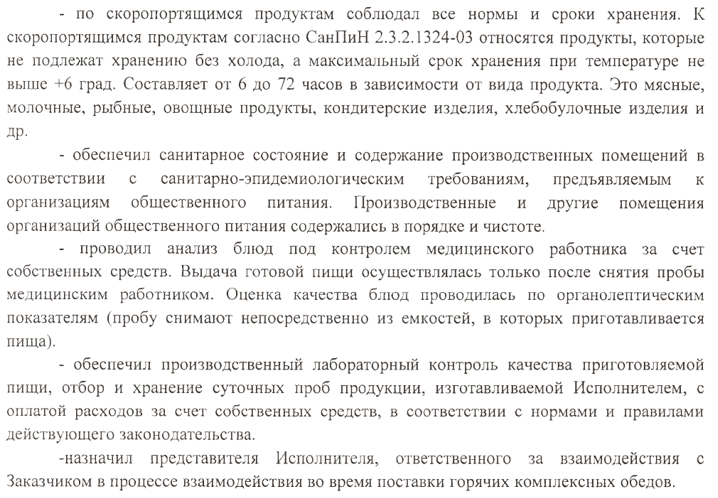 - по скоропортящимся продуктам соблюдал все нормы и сроки хранения. К
скоропортящимся продуктам согласно СанПиН 2.3.2.1324-03 относятся продукты, которые
не подлежат хранению без холода, а максимальный срок хранения при температуре не
выше +6 град. Составляет от 6 до 72 часов в зависимости от вида продукта. Это мясные,
молочные, рыбные, овощные продукты, кондитерские изделия, хлебобулочные изделия и
др.
- обеспечил санитарное состояние и содержание производственных помещений в
соответствии с санитарно-эпидемиологическим требованиям, предъявляемым к
организациям общественного питания. Производственные и другие помещения
организаций общественного питания содержались в порядке и чистоте.
- проводил анализ блюд под контролем медицинского работника за счет
собственных средств. Выдача готовой пищи осуществлялась только после снятия пробы
медицинским работником. Оценка качества блюд проводилась по органолептическим
показателям (пробу снимают непосредственно из емкостей, в которых приготавливается
пища).
- обеспечил производственный лабораторный контроль качества приготовляемой
пищи, отбор и хранение суточных проб продукции, изготавливаемой Исполнителем, с
оплатой расходов за счет собственных средств, в соответствии с нормами и правилами
действующего законодательства.
-назначил представителя Исполнителя, ответственного за взаимодействия с
Заказчиком в процессе взаимодействия во время поставки горячих комплексных обедов.